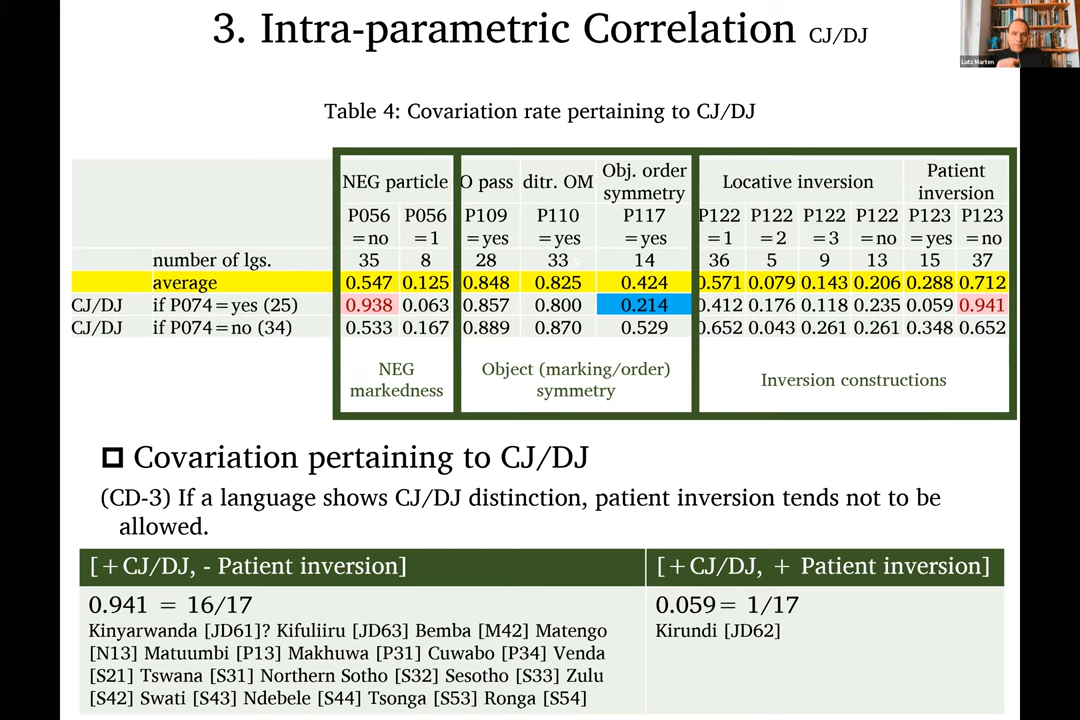 3. Intra-parametric Correlation CJ/DJ
Lutz Marten
Table 4: Covariation rate pertaining to CJ/DJ
NEG particle O pass ditr. OM Obj. order symmetry Locative inversion Patient inversion
P056 P056 P109 P110 P117 P122 P122 P122 P122 P123 P123
=no =1 =yes =yes =yes =1 =2 =3 =no =yes =no
number of lgs. 35 8 28 33 14 36 5 9 13 15 37
average 0.547 0.125 0.848 0.825 0.424 0.571 0.079 0.143 0.206 0.288 0.712
CJ/DJ if P074=yes (25) 0.938 0.063 0.857 0.800 0.214 0.412 0.176 0.118 0.235 0.059 0.941
CJ/DJ if P074=no (34) 0.533 0.167 0.889 0.870 0.529 0.652 0.043 0.261 0.261 0.348 0.652
NEG markedness
Object (marking/order) symmetry
Inversion constructions
Covariation pertaining to CJ/DJ
(CD-3) If a language shows CJ/DJ distinction, patient inversion tends not to be
allowed.
[+CJ/DJ, - Patient inversion]
[+CJ/DJ, + Patient inversion]
0.941 = 16/17
Kinyarwanda [JD61]? Kifuliiru [JD63] Bemba [M42] Matengo
[N13] Matuumbi [P13] Makhuwa [P31] Cuwabo [P34] Venda
[S21] Tswana [S31] Northern Sotho [S32] Sesotho [S33] Zulu
[S42] Swati [S43] Ndebele [S44] Tsonga [S53] Ronga [S54]
0.059= 1/17
Kirundi [JD62]